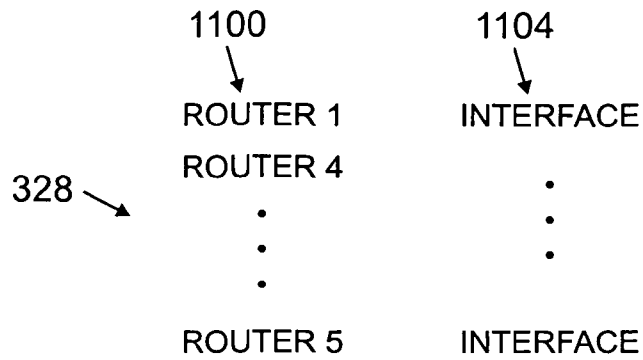 1100 1104
ROUTER 1 INTERFACE
ROUTER 4
328
ROUTER 5 INTERFACE